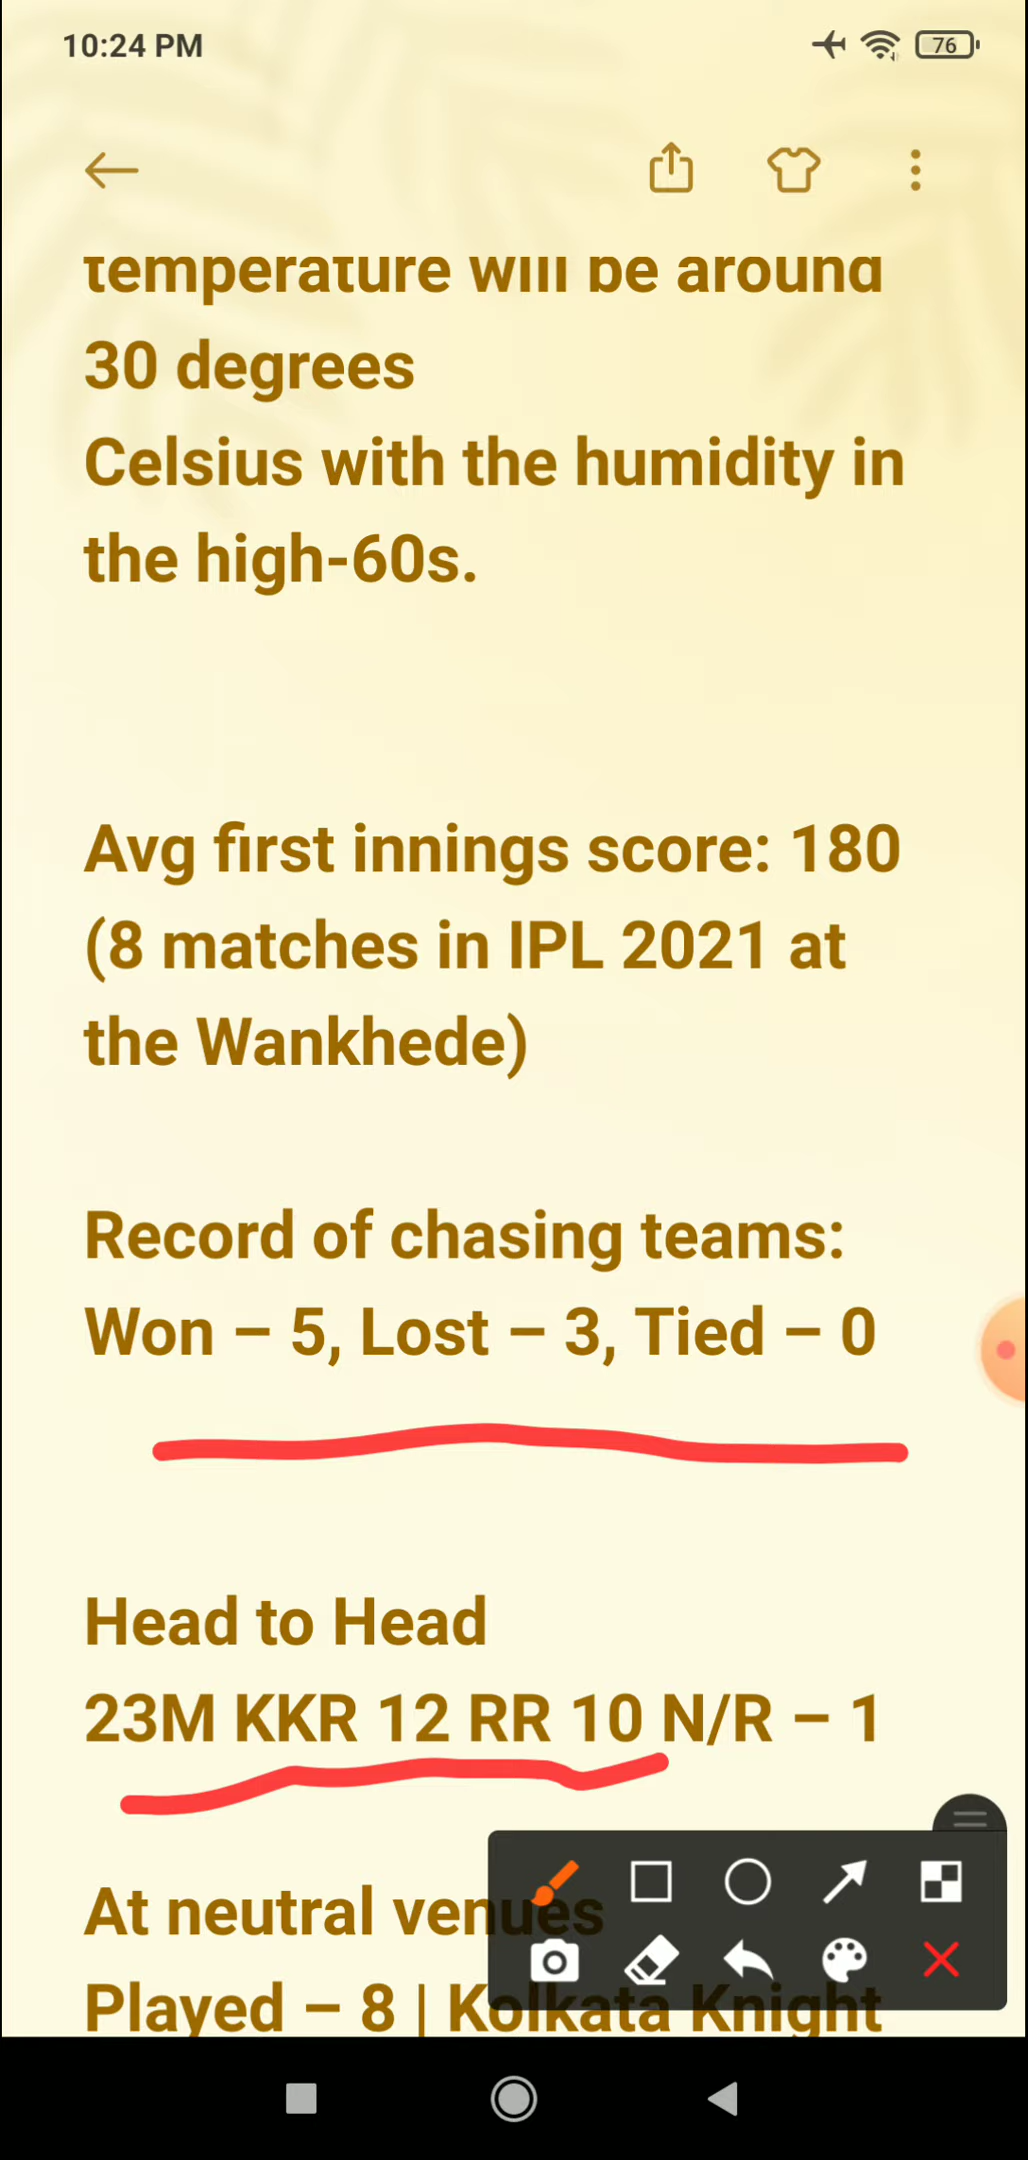 10:24 PM
76
temperature will be around
30 degrees
Celsius with the humidity in
the high-60s.
Avg first innings score: 180
(8 matches in IPL 2021 at
the Wankhede)
Record of chasing teams:
Won – 5, Lost – 3, Tied – 0
Head to Head
23M KKR 12 RR 10 N/R – 1
At neutral venues
Played – 8 | Kolkata Knight